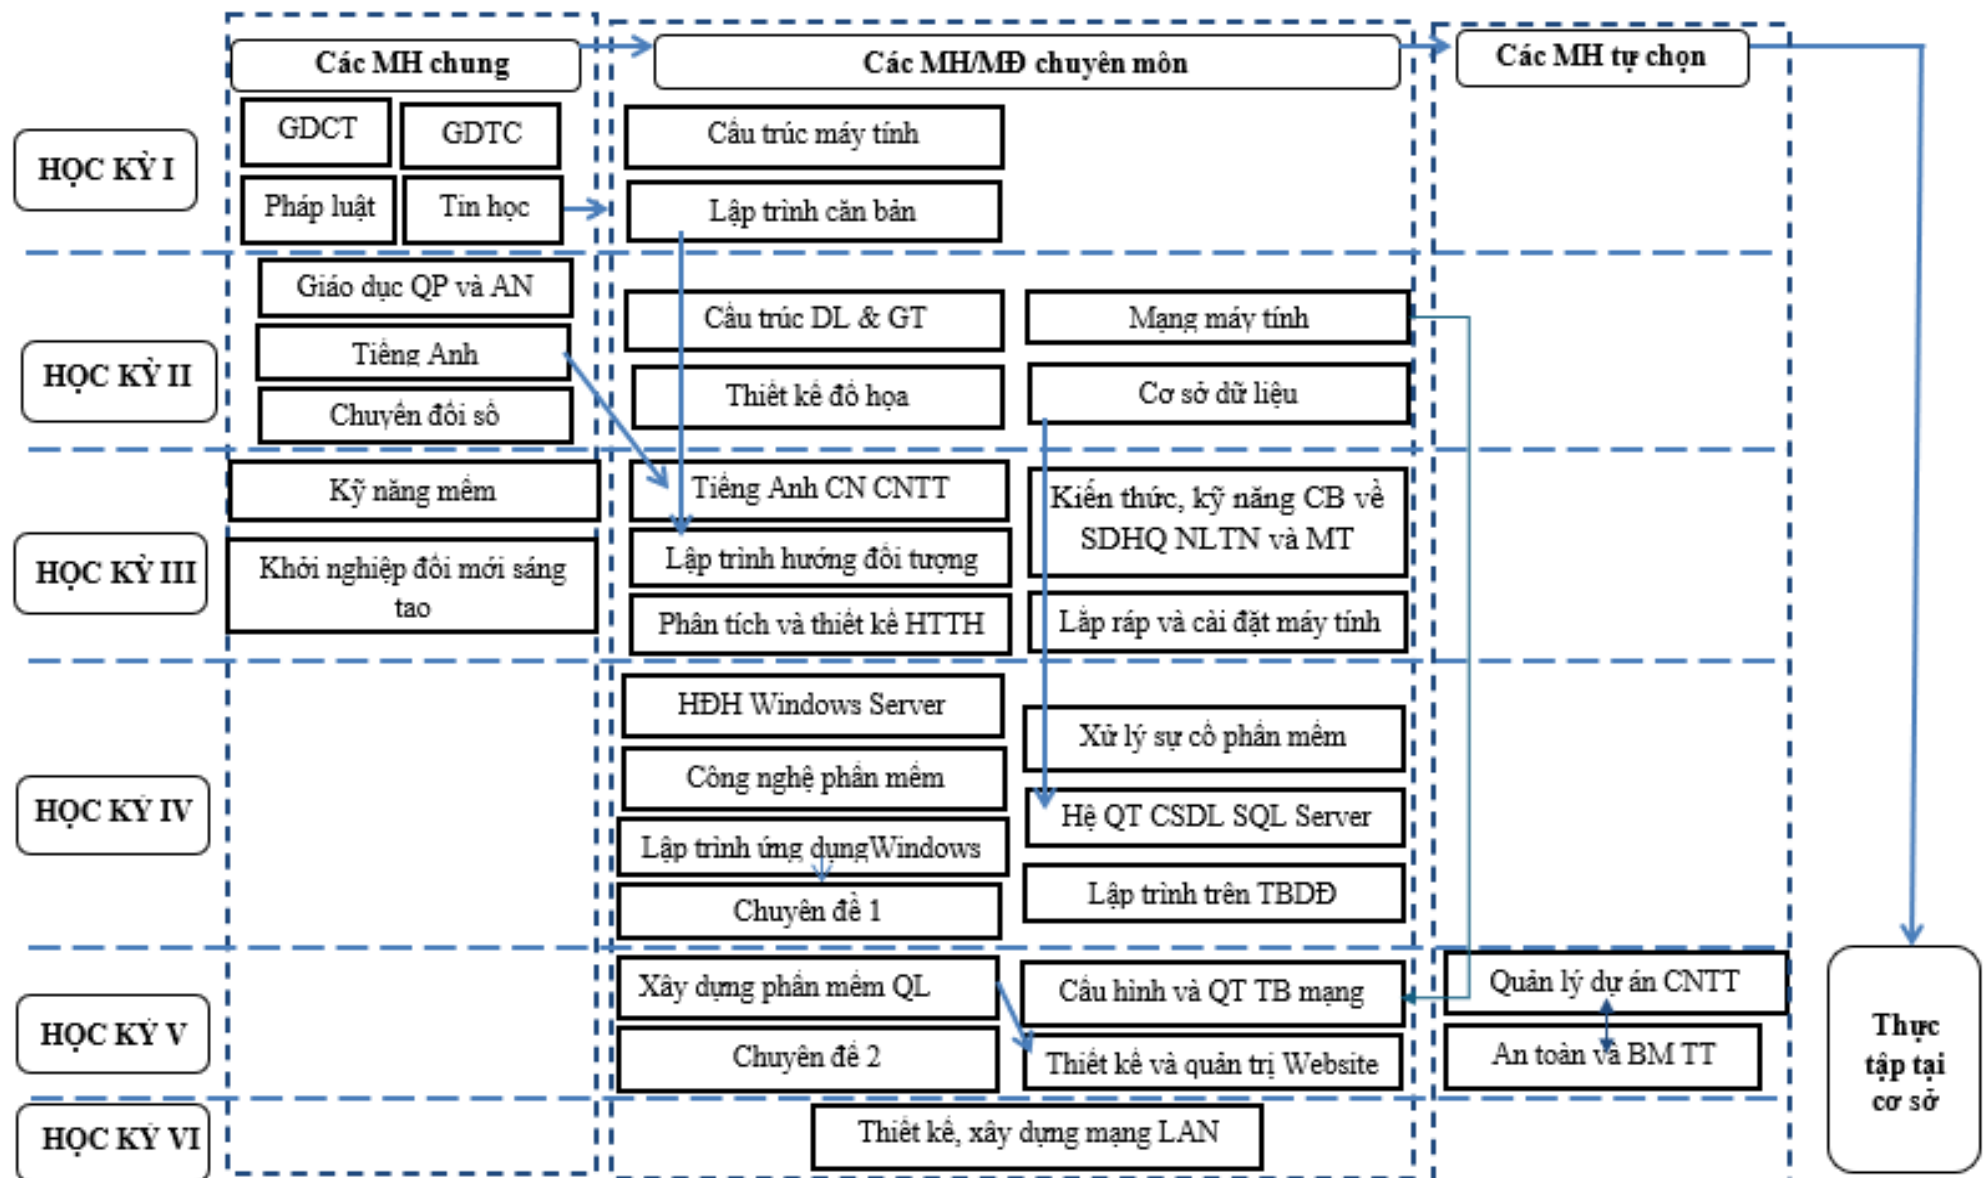 Các MH chung
Các MH/MĐ chuyên môn
Các MH tự chọn
HỌC KỲ I
GDCT
GDTC
Cấu trúc máy tính
Pháp luật
Tin học
Lập trình căn bản
HỌC KỲ II
Giáo dục QP và AN
Cấu trúc DL & GT
Mạng máy tính
Tiếng Anh
Thiết kế đồ họa
Cơ sở dữ liệu
Chuyển đổi số
HỌC KỲ III
Kỹ năng mềm
Tiếng Anh CN CNTT
Kiến thức, kỹ năng CB về
SDHQ NLTN và MT
Khởi nghiệp đổi mới sáng
tao
Lập trình hướng đối tượng
Phân tích và thiết kế HTTH
Lắp ráp và cài đặt máy tính
HỌC KỲ IV
HĐH Windows Server
Xử lý sự cố phần mềm
Công nghệ phần mềm
Hệ QT CSDL SQL Server
Lập trình ứng dụngWindows
Lập trình trên TBDĐ
Chuyên đề 1
HỌC KỲ V
Xây dựng phần mềm QL
Cấu hình và QT TB mạng
Quản lý dự án CNTT
Chuyên đề 2
Thiết kế và quản trị Website
An toàn và BM TT
Thực
tập tại
cơ sở
HỌC KỲ VI
Thiết kế, xây dựng mạng LAN